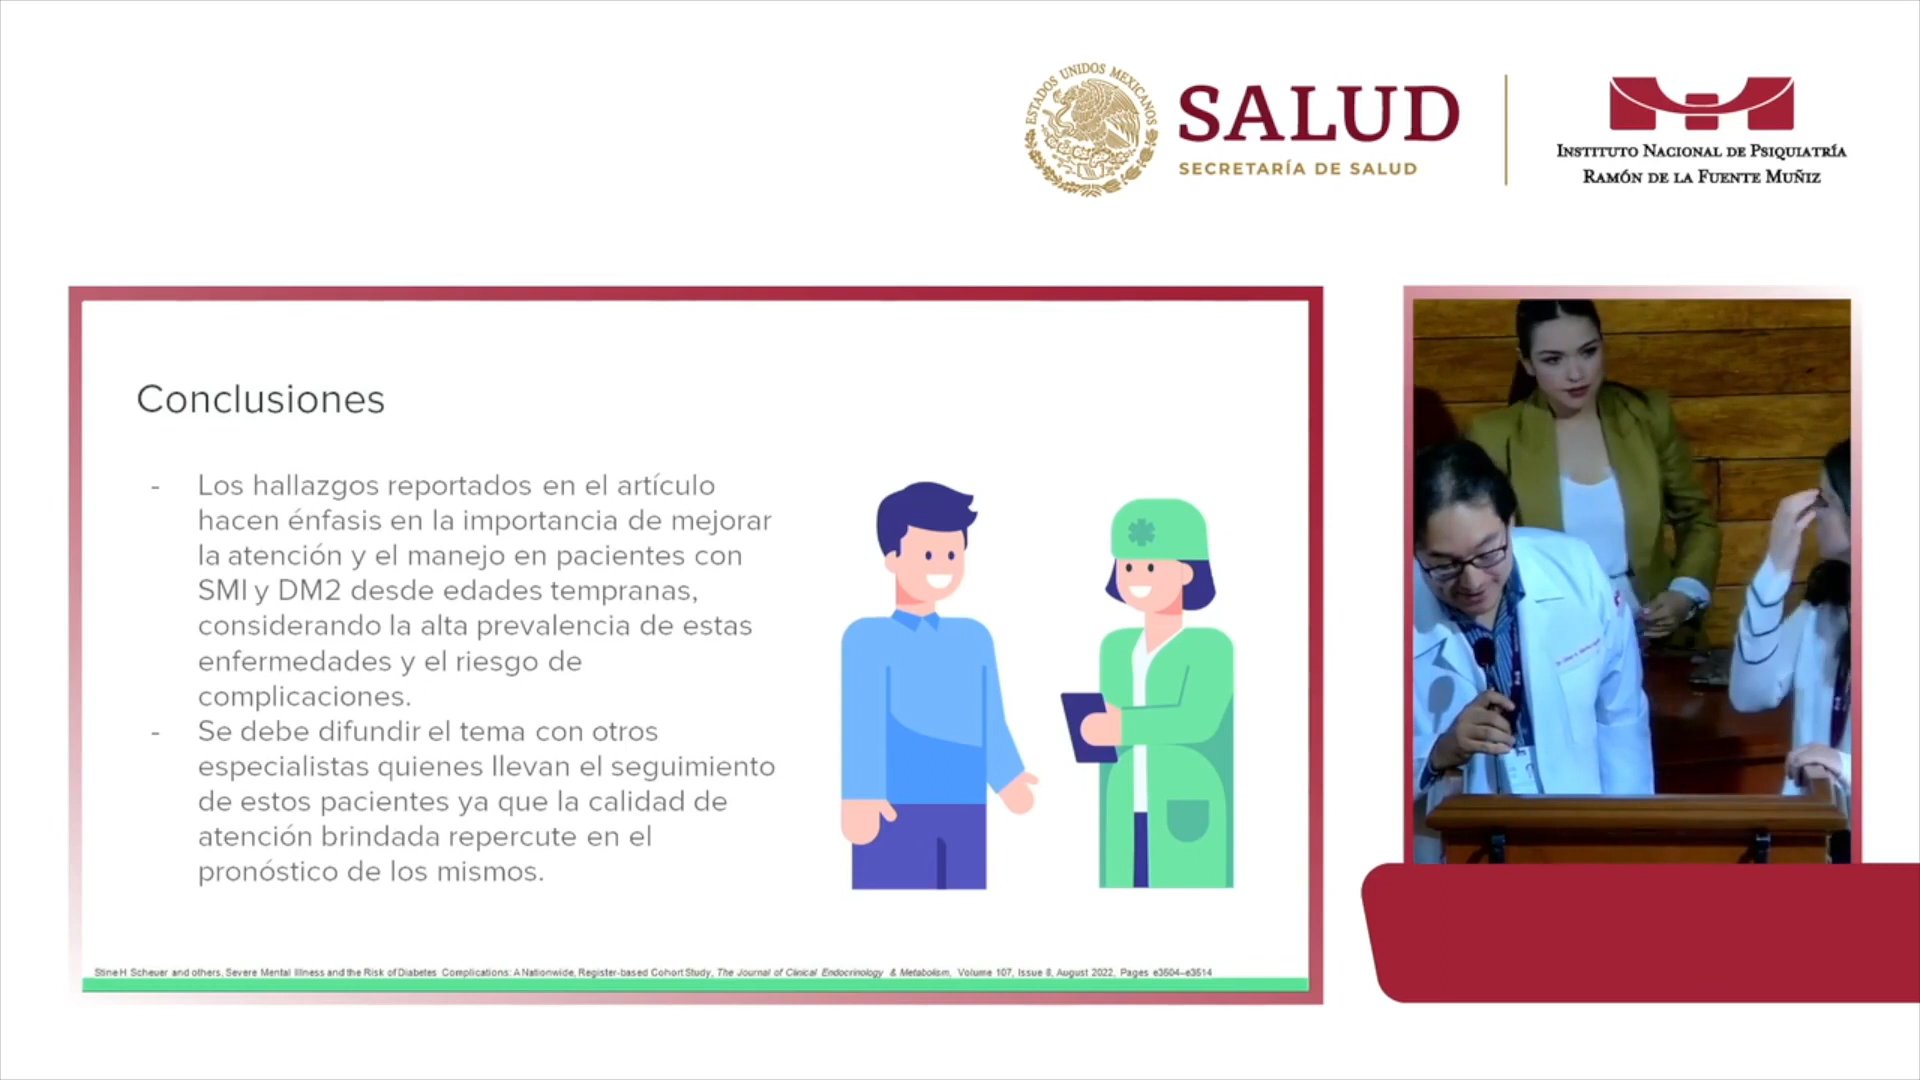 ESTADOS UNIDOS MEXICANOS
SALUD
SECRETARÍA DE SALUD
INSTITUTO NACIONAL DE PSIQUIATRÍA
RAMÓN DE LA FUENTE MUÑIZ
Conclusiones
- Los hallazgos reportados en el artículo
hacen énfasis en la importancia de mejorar
la atención y el manejo en pacientes con
SMI y DM2 desde edades tempranas,
considerando la alta prevalencia de estas
enfermedades y el riesgo de
complicaciones.
- Se debe difundir el tema con otros
especialistas quienes llevan el seguimiento
de estos pacientes ya que la calidad de
atención brindada repercute en el
pronóstico de los mismos.
Stine H Scheuer and others, Severe Mental Illness and the Risk of Diabetes Complications: A Nationwide, Register-based Cohort Study, The Journal of Clinical Endocrinology & Metabolism, Volume 107, Issue 8, August 2022, Pages e3504–e3514